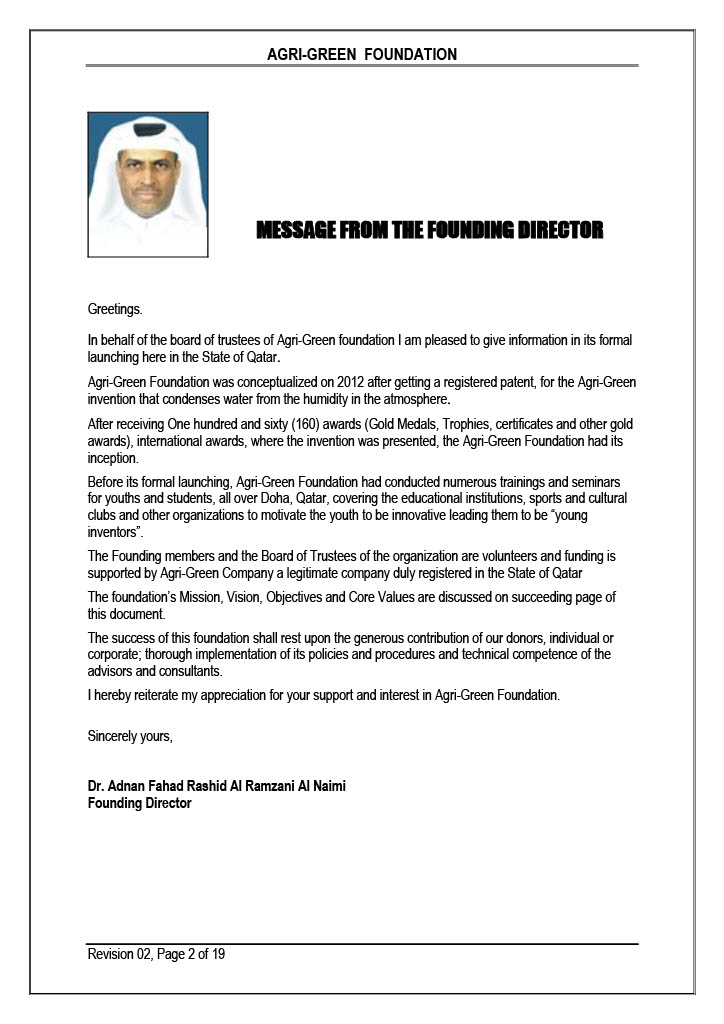 AGRI-GREEN FOUNDATION
MESSAGE FROM THE FOUNDING DIRECTOR
Greetings.
In behalf of the board of trustees of Agri-Green foundation I am pleased to give information in its formal
launching here in the State of Qatar.
Agri-Green Foundation was conceptualized on 2012 after getting a registered patent, for the Agri-Green
invention that condenses water from the humidity in the atmosphere.
After receiving One hundred and sixty (160) awards (Gold Medals, Trophies, certificates and other gold
awards), international awards, where the invention was presented, the Agri-Green Foundation had its
inception.
Before its formal launching, Agri-Green Foundation had conducted numerous trainings and seminars
for youths and students, all over Doha, Qatar, covering the educational institutions, sports and cultural
clubs and other organizations to motivate the youth to be innovative leading them to be “young
inventors”.
The Founding members and the Board of Trustees of the organization are volunteers and funding is
supported by Agri-Green Company a legitimate company duly registered in the State of Qatar
The foundation’s Mission, Vision, Objectives and Core Values are discussed on succeeding page of
this document.
The success of this foundation shall rest upon the generous contribution of our donors, individual or
corporate; thorough implementation of its policies and procedures and technical competence of the
advisors and consultants.
I hereby reiterate my appreciation for your support and interest in Agri-Green Foundation.
Sincerely yours,
Dr. Adnan Fahad Rashid Al Ramzani Al Naimi
Founding Director
Revision 02, Page 2 of 19